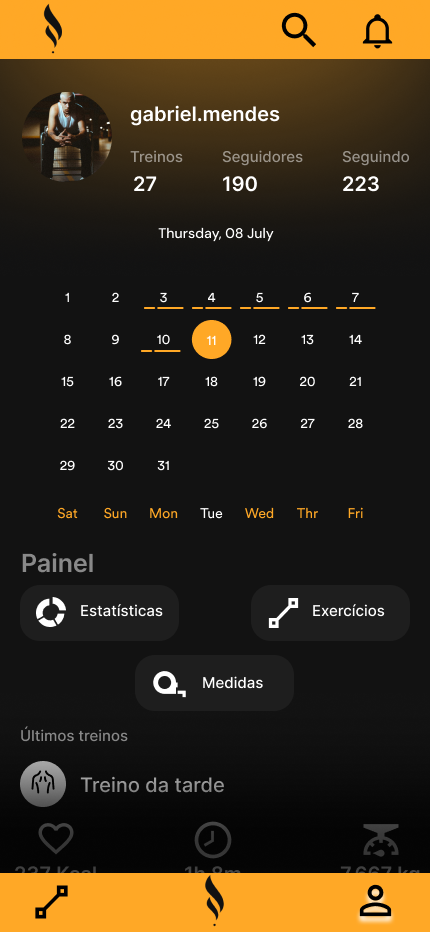 gabriel.mendes
Treinos Seguidores Seguindo
27 190 223
Thursday, 08 July
1 2 3 4 5 6 7
8 9 10 11 12 13 14
15 16 17 18 19 20 21
22 23 24 25 26 27 28
29 30 31
Sat Sun Mon Tue Wed Thr Fri
Painel
Estatísticas Exercícios
Medidas
Últimos treinos
Treino da tarde
237 Kcal 1h 8m 7.667 kg